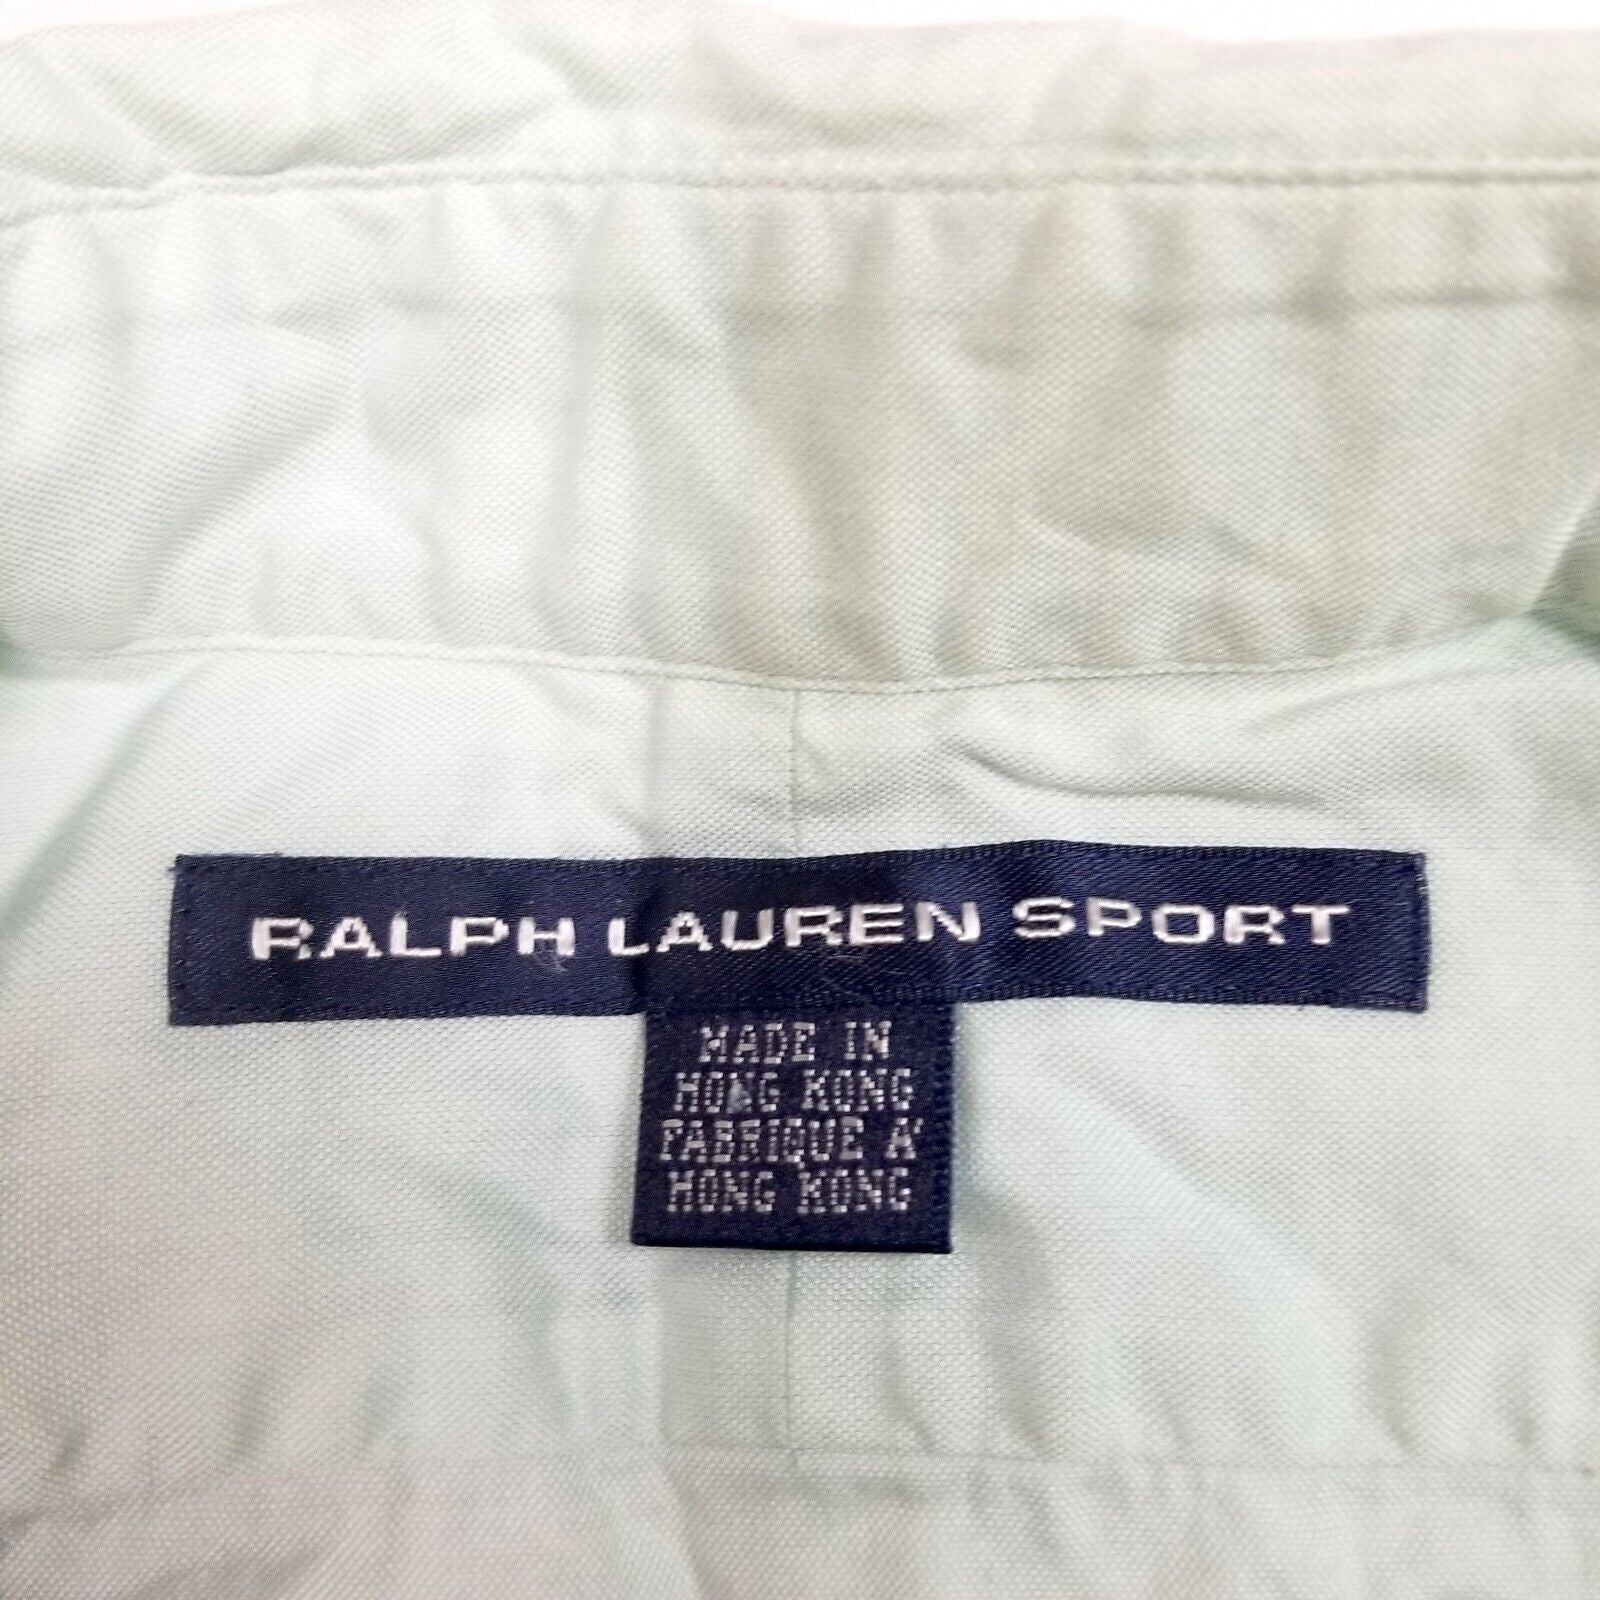 RALPH LAUREN SPORT
MADE IN
HONG KONG
FABRIQUE A'
HONG KONG